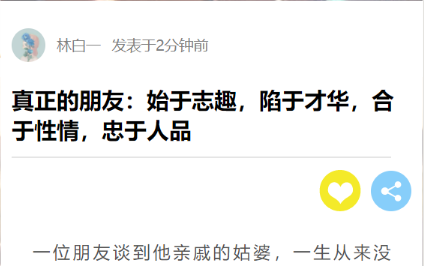 林白一 发表于2分钟前
真正的朋友：始于志趣，陷于才华，合
于性情，忠于人品
一位朋友谈到他亲戚的姑婆，一生从来没